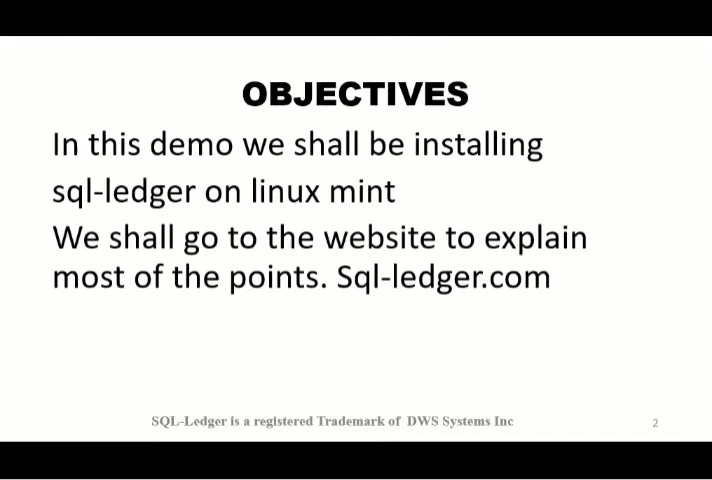 OBJECTIVES
In this demo we shall be installing
sql-ledger on linux mint
We shall go to the website to explain
most of the points. Sql-ledger.com
SQL-Ledger is a registered Trademark of DWS Systems Inc
2